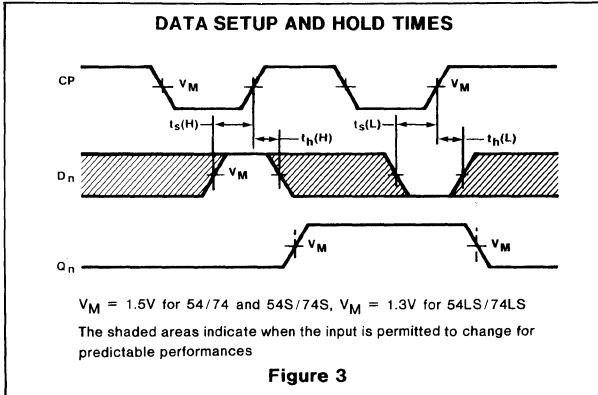 DATA SETUP AND HOLD TIMES
CP
VM
VM
ts(H)
th(H)
ts(L)
th(L)
Dn
VM
Qn
VM
VM
VM = 1.5V for 54/74 and 54S/74S, VM = 1.3V for 54LS/74LS
The shaded areas indicate when the input is permitted to change for
predictable performances
Figure 3